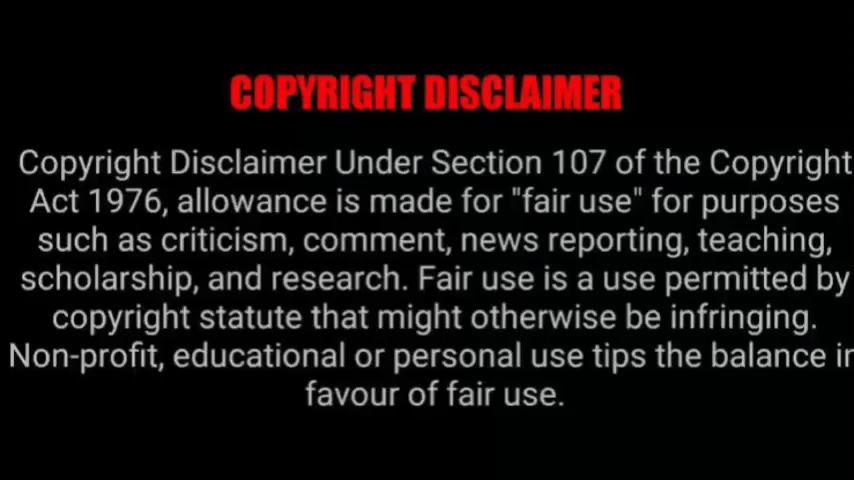 COPYRIGHT DISCLAIMER
Copyright Disclaimer Under Section 107 of the Copyright
Act 1976, allowance is made for "fair use" for purposes
such as criticism, comment, news reporting, teaching,
scholarship, and research. Fair use is a use permitted by
copyright statute that might otherwise be infringing.
Non-profit, educational or personal use tips the balance in
favour of fair use.